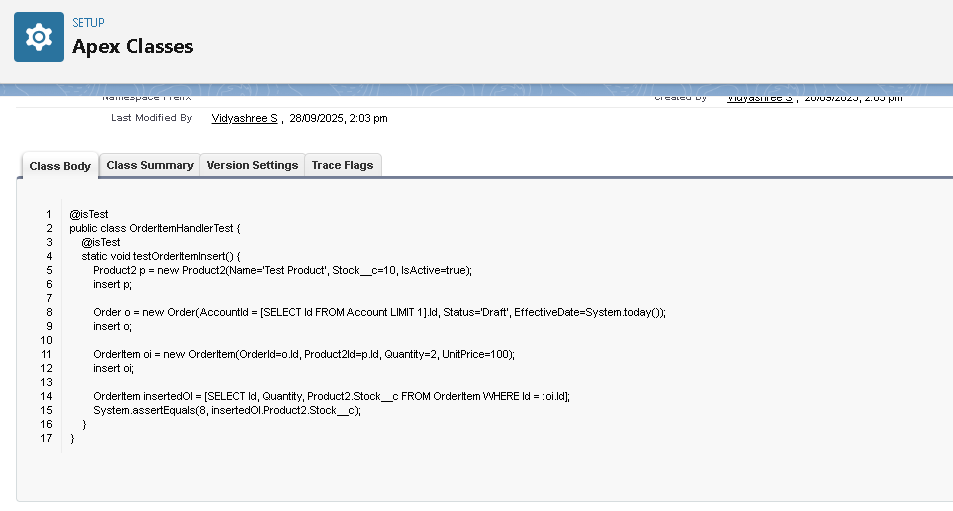 SETUP
Apex Classes
Namespace Prefix
Created By Vidyashree S , 28/09/2025, 2:03 pm
Last Modified By Vidyashree S , 28/09/2025, 2:03 pm
Class Body Class Summary Version Settings Trace Flags
1 @isTest
2 public class OrderItemHandlerTest {
3 @isTest
4 static void testOrderItemInsert() {
5 Product2 p = new Product2(Name='Test Product', Stock__c=10, IsActive=true);
6 insert p;
7
8 Order o = new Order(AccountId = [SELECT Id FROM Account LIMIT 1].Id, Status='Draft', EffectiveDate=System.today());
9 insert o;
10
11 OrderItem oi = new OrderItem(OrderId=o.Id, Product2Id=p.Id, Quantity=2, UnitPrice=100);
12 insert oi;
13
14 OrderItem insertedOI = [SELECT Id, Quantity, Product2.Stock__c FROM OrderItem WHERE Id = :oi.Id];
15 System.assertEquals(8, insertedOI.Product2.Stock__c);
16 }
17 }